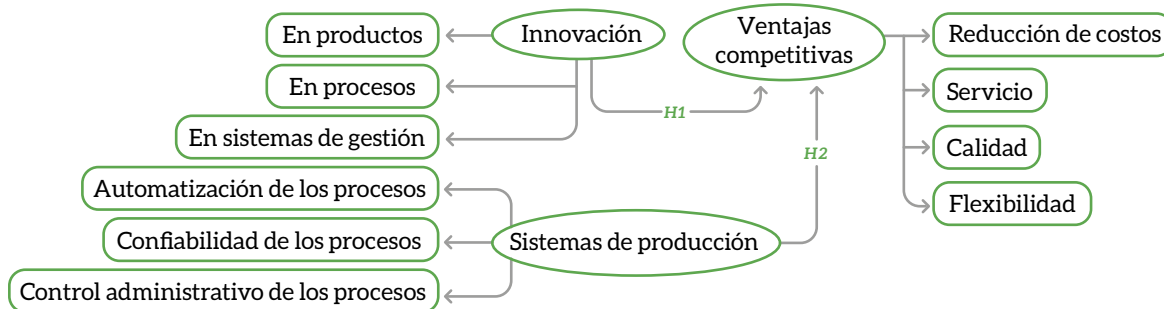 En productos
Innovación
Ventajas
competitivas
Reducción de costos
En procesos
Servicio
H1
En sistemas de gestión
Calidad
H2
Automatización de los procesos
Flexibilidad
Confiabilidad de los procesos
Sistemas de producción
Control administrativo de los procesos